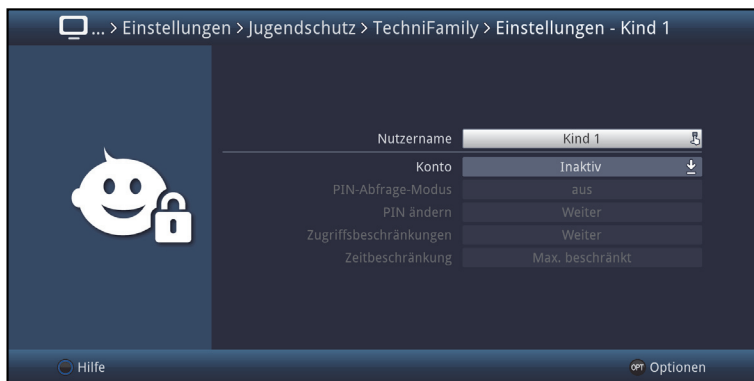 ... > Einstellungen > Jugendschutz > TechniFamily > Einstellungen - Kind 1
Nutzername Kind 1
Konto Inaktiv
PIN-Abfrage-Modus aus
PIN ändern Weiter
Zugriffsbeschränkungen Weiter
Zeitbeschränkung Max. beschränkt
Hilfe OPT Optionen